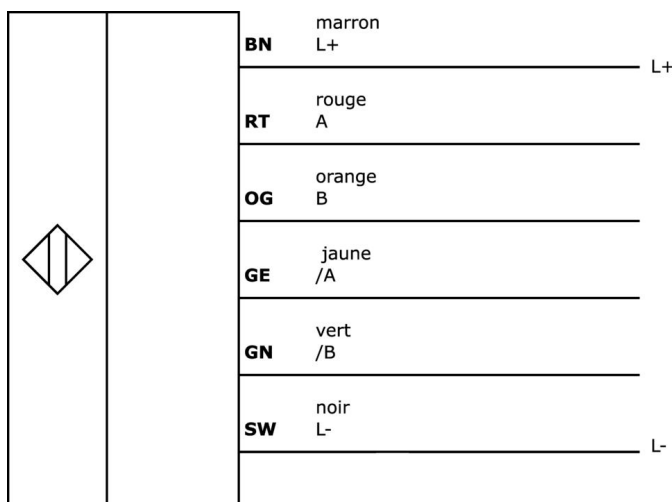 marron
BN L+
L+
rouge
RT A
orange
OG B
jaune
GE /A
vert
GN /B
noir
SW L-
L-